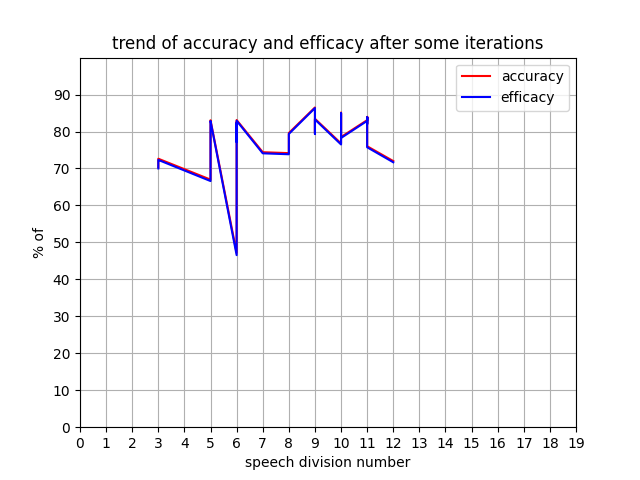 trend of accuracy and efficacy after some iterations
accuracy
efficacy
90
80
70
60
50
40
30
20
10
0
% of
0 1 2 3 4 5 6 7 8 9 10 11 12 13 14 15 16 17 18 19
speech division number